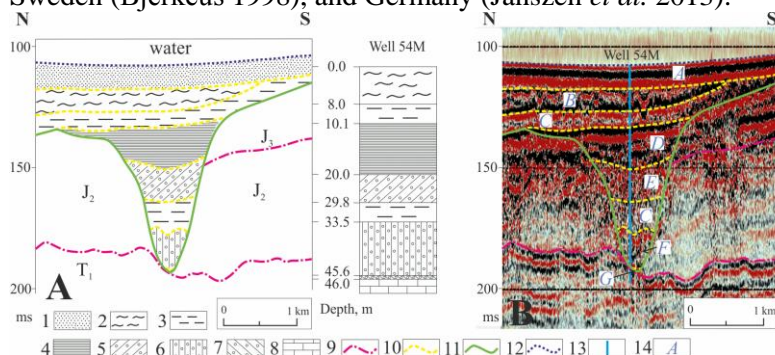 Sweden (Bjerkeus 1998), and Germany (Janszen et al. 2013).
N S N S
100 water Well 54M 100 Well 54M
0.0 A
8.0 B
10.1 C
J3 D
150 20.0 150 E
J2 J2 29.8 C
33.5
T1 45.6 F
A 46.0 G B
200 200
ms 1 2 3 0 1 km Depth, m ms 0 1 km
4 5 6 7 8 9 10 11 12 13 14 A